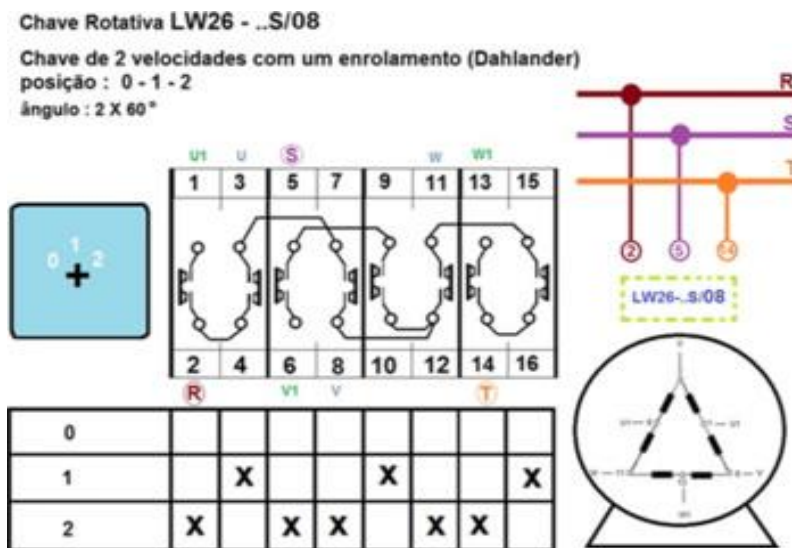 Chave Rotativa LW26 - ..S/08
Chave de 2 velocidades com um enrolamento (Dahlander)
posição : 0 - 1 - 2
ângulo : 2 X 60°
R
S
T
U1 U S W W1
1 3 5 7 9 11 13 15
0 1 2
2 5 14
LW26-..S/08
2 4 6 8 10 12 14 16
R V1 V T
0
1 X X X
2 X X X X X